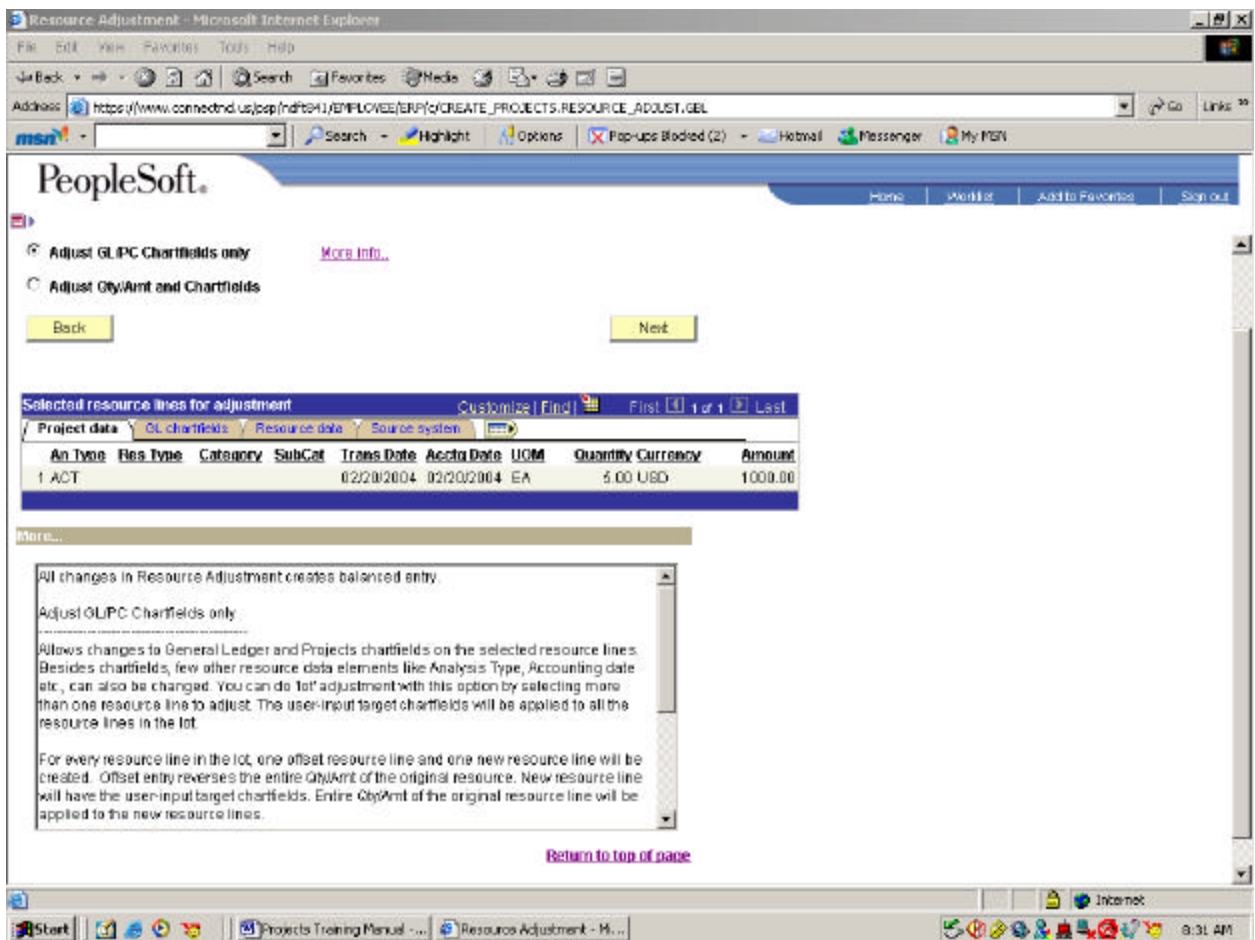 Resource Adjustment - Microsoft Internet Explorer
File Edit View Favorites Tools Help
Back Search Favorites Media
Address https://www.connectnd.us/psp/ndft941/EMPLOYEE/ERP/c/CREATE_PROJECTS.RESOURCE_ADJUST.GBL Go Links »
msn Search Highlight Options Pop-ups Blocked (2) Hotmail Messenger My MSN
PeopleSoft.
Home Worklist Add to Favorites Sign out
Adjust GL/PC Chartfields only More info..
Adjust Qty/Amt and Chartfields
Back Next
Selected resource lines for adjustment Customize | Find | First 1 of 1 Last
Project data GL chartfields Resource data Source system
An Type Res Type Category SubCat Trans Date Acctg Date UOM Quantity Currency Amount
1 ACT 02/20/2004 02/20/2004 EA 5.00 USD 1000.00
More...
All changes in Resource Adjustment creates balanced entry.
Adjust GL/PC Chartfields only
----------------------------------------
Allows changes to General Ledger and Projects chartfields on the selected resource lines.
Besides chartfields, few other resource data elements like Analysis Type, Accounting date
etc., can also be changed. You can do 'lot' adjustment with this option by selecting more
than one resource line to adjust. The user-input target chartfields will be applied to all the
resource lines in the lot.
For every resource line in the lot, one offset resource line and one new resource line will be
created. Offset entry reverses the entire Qty/Amt of the original resource. New resource line
will have the user-input target chartfields. Entire Qty/Amt of the original resource line will be
applied to the new resource lines.
Return to top of page
Internet
Start Projects Training Manual -... Resource Adjustment - M... 8:31 AM